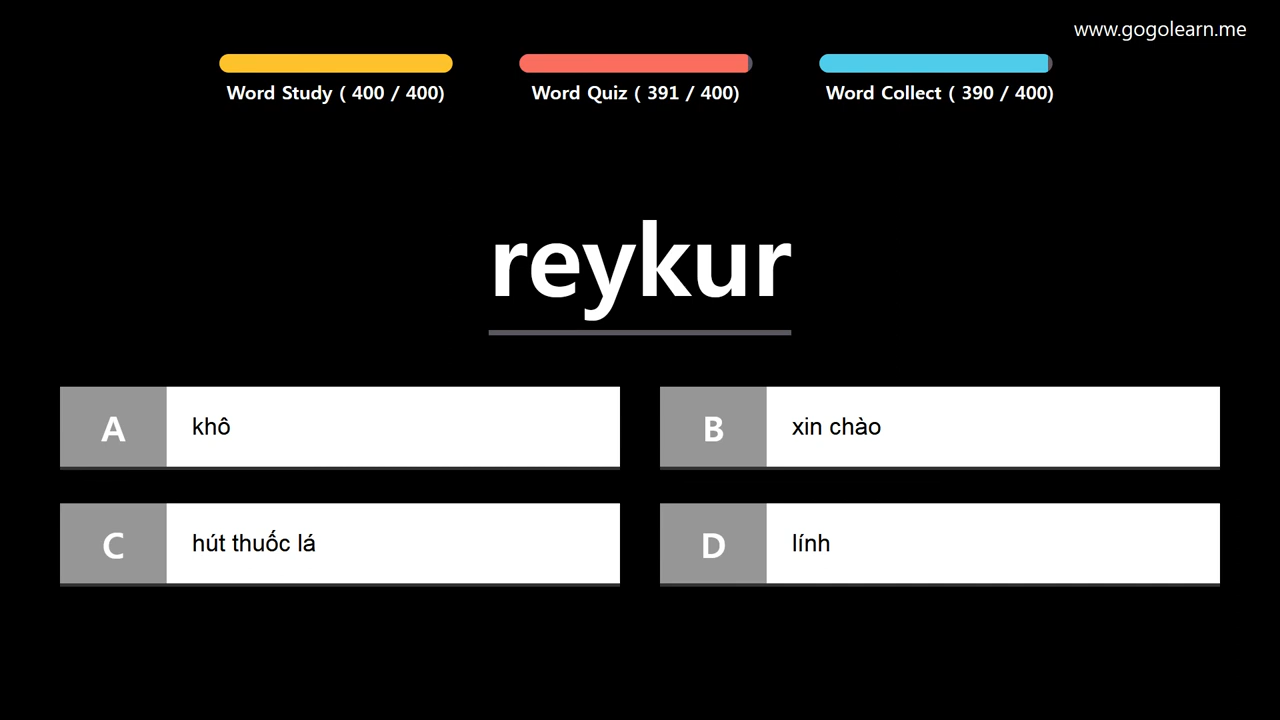 www.gogolearn.me
Word Study ( 400 / 400)
Word Quiz ( 391 / 400)
Word Collect ( 390 / 400)
reykur
A
khô
B
xin chào
C
hút thuốc lá
D
lính